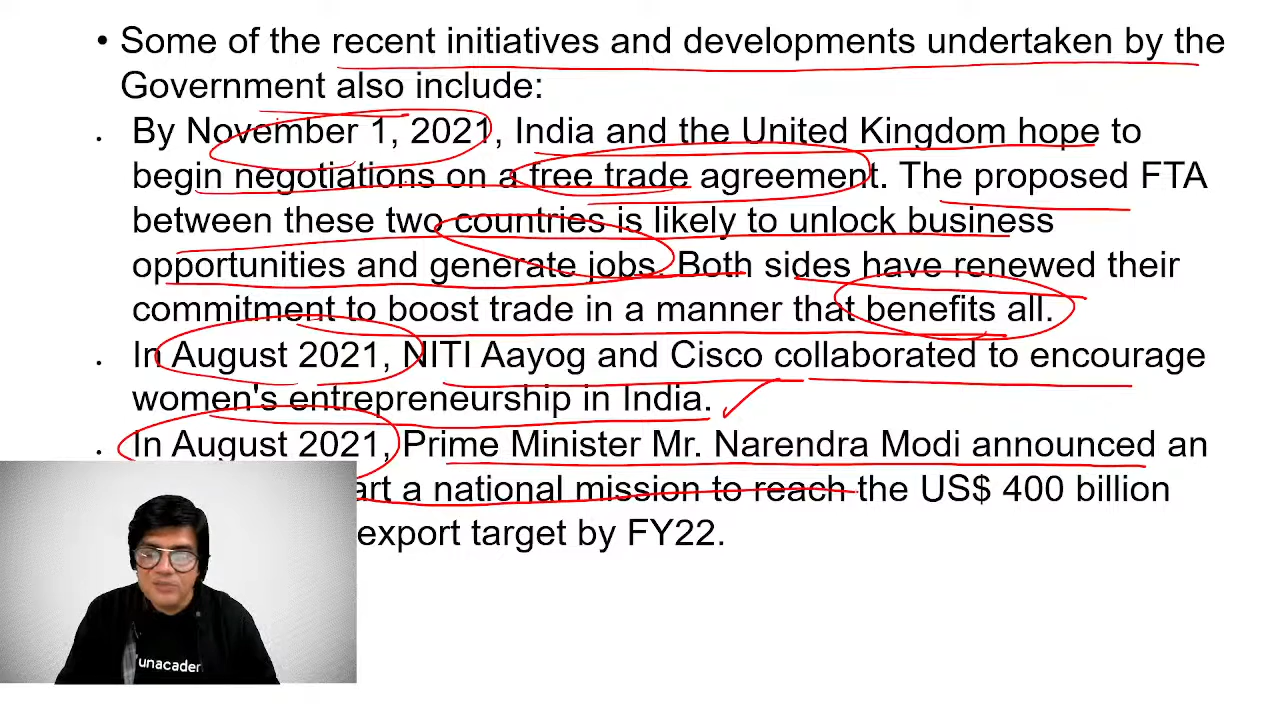 • Some of the recent initiatives and developments undertaken by the
Government also include:
• By November 1, 2021, India and the United Kingdom hope to
begin negotiations on a free trade agreement. The proposed FTA
between these two countries is likely to unlock business
opportunities and generate jobs. Both sides have renewed their
commitment to boost trade in a manner that benefits all.
• In August 2021, NITI Aayog and Cisco collaborated to encourage
women's entrepreneurship in India.
• In August 2021, Prime Minister Mr. Narendra Modi announced an
art a national mission to reach the US$ 400 billion
export target by FY22.
unacade